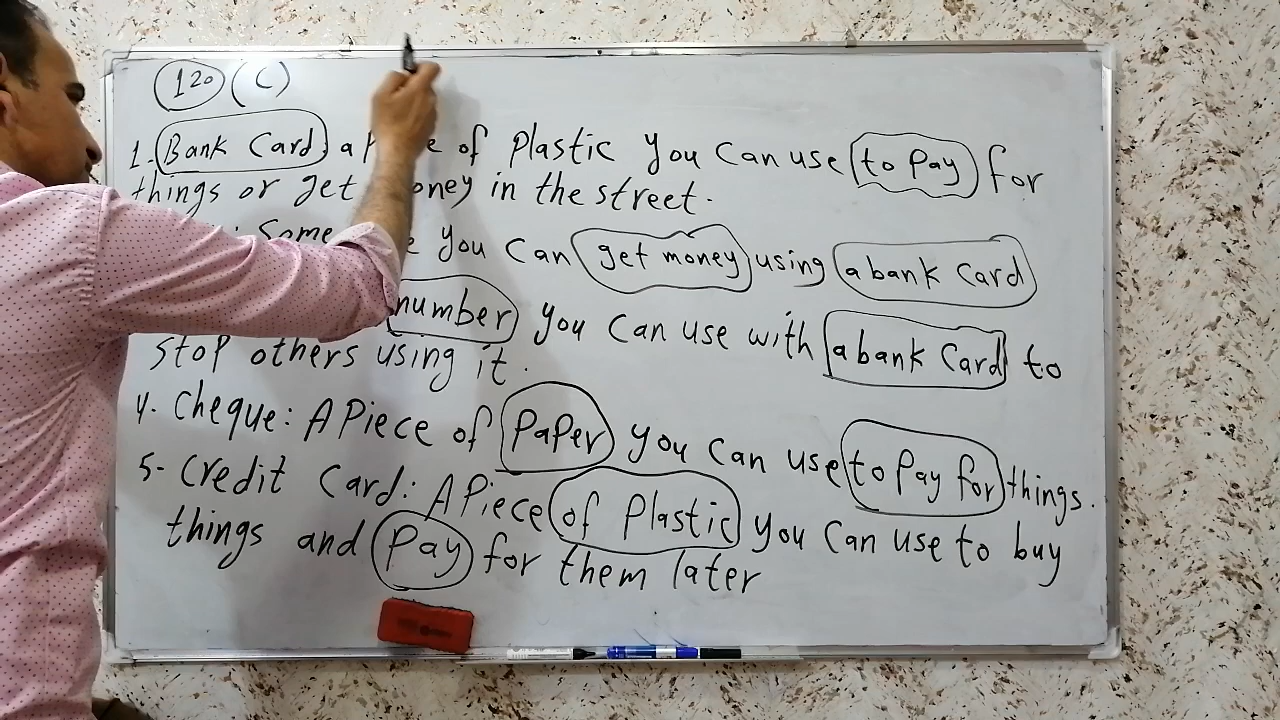 120 (C)
1. Bank Card: a of plastic you can use to pay for
things or get money in the street.
Some you can get money using a bank card
number you can use with a bank card to
stop others using it.
4. Cheque: A piece of paper you can use to pay for things.
5- Credit Card: A piece of plastic you can use to buy
things and pay for them later